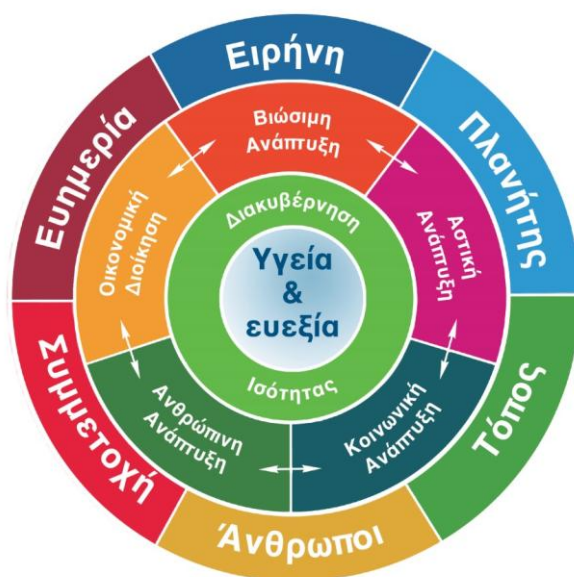 Ειρήνη
Πλανήτης
Τόπος
Άνθρωποι
Συμμετοχή
Ευημερία
Βιώσιμη
Ανάπτυξη
Αστική
Ανάπτυξη
Κοινωνική
Ανάπτυξη
Ανθρώπινη
Ανάπτυξη
Οικονομική
Διοίκηση
Διακυβέρνηση
Ισότητας
Υγεία
&
ευεξία